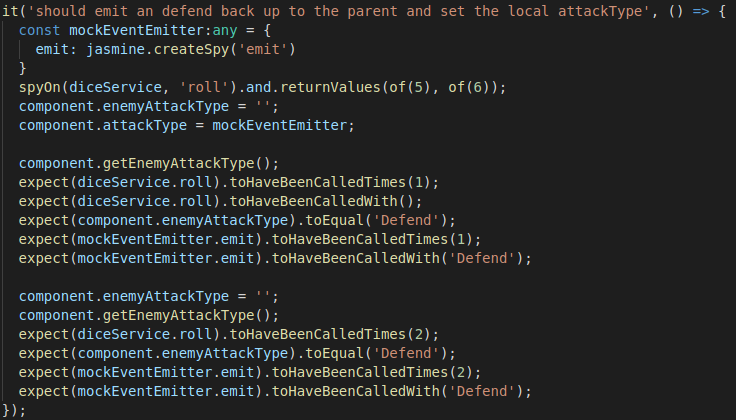 it('should emit an defend back up to the parent and set the local attackType', () => {
  const mockEventEmitter:any = {
    emit: jasmine.createSpy('emit')
  }
  spyOn(diceService, 'roll').and.returnValues(of(5), of(6));
  component.enemyAttackType = '';
  component.attackType = mockEventEmitter;

  component.getEnemyAttackType();
  expect(diceService.roll).toHaveBeenCalledTimes(1);
  expect(diceService.roll).toHaveBeenCalledWith();
  expect(component.enemyAttackType).toEqual('Defend');
  expect(mockEventEmitter.emit).toHaveBeenCalledTimes(1);
  expect(mockEventEmitter.emit).toHaveBeenCalledWith('Defend');

  component.enemyAttackType = '';
  component.getEnemyAttackType();
  expect(diceService.roll).toHaveBeenCalledTimes(2);
  expect(component.enemyAttackType).toEqual('Defend');
  expect(mockEventEmitter.emit).toHaveBeenCalledTimes(2);
  expect(mockEventEmitter.emit).toHaveBeenCalledWith('Defend');
});